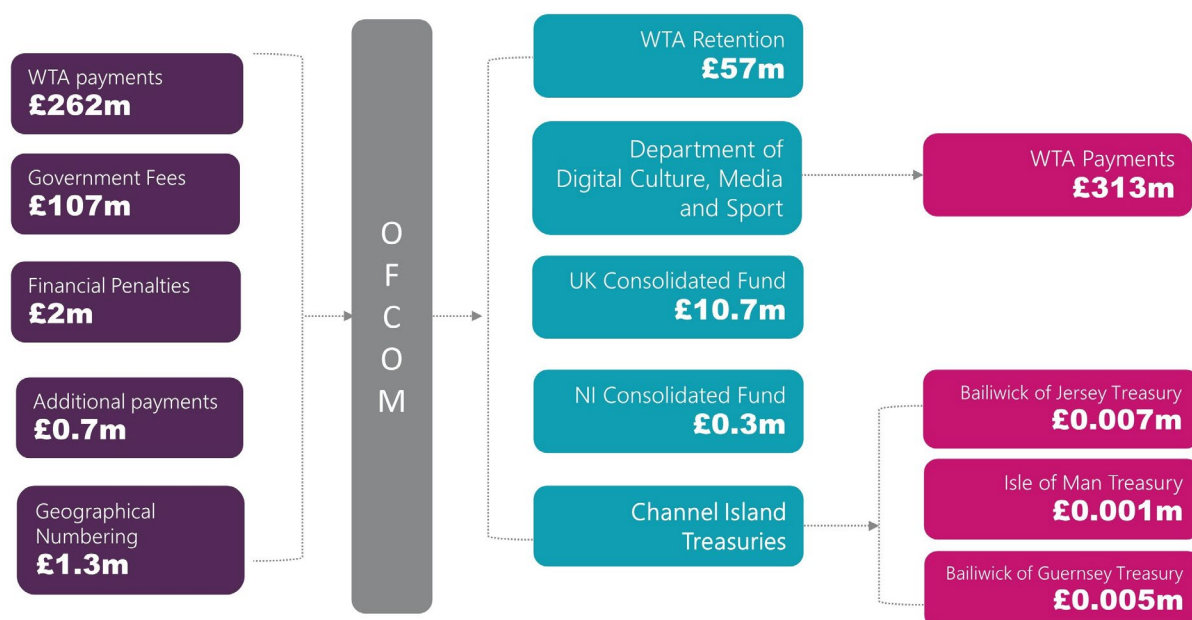 WTA payments
£262m
Government Fees
£107m
Financial Penalties
£2m
Additional payments
£0.7m
Geographical
Numbering
£1.3m
O
F
C
O
M
WTA Retention
£57m
Department of
Digital Culture, Media
and Sport
UK Consolidated Fund
£10.7m
NI Consolidated Fund
£0.3m
Channel Island
Treasuries
WTA Payments
£313m
Bailiwick of Jersey Treasury
£0.007m
Isle of Man Treasury
£0.001m
Bailiwick of Guernsey Treasury
£0.005m